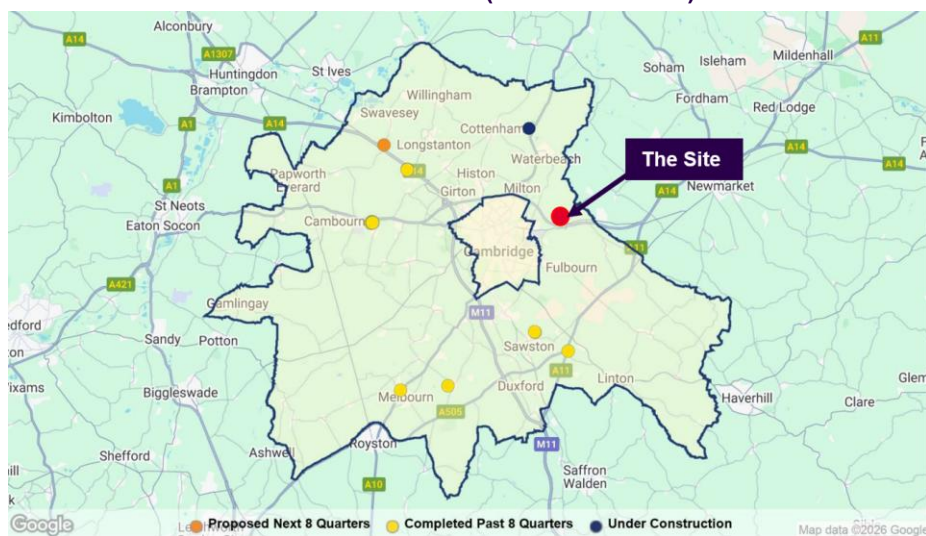 Alconbury
A14
A1307
Huntingdon
Brampton
St Ives
Soham
Isleham
Mildenhall
A11
Fordham
Red Lodge
Kimbolton
A1
A14
Willingham
Swavesey
Cottenham
Longstanton
14
Waterbeach
The Site
A14
A14
Newmarket
Papworth
Everard
Histon
Milton
Girton
A1
St Neots
Eaton Socon
Cambourn
Cambridge
Fulbourn
A11
A421
Gamlingay
Sandy
Potton
M11
Sawston
Biggleswade
Duxford
A11
Linton
Melbourn
A505
Haverhill
Clare
Royston
Ashwell
Shefford
M11
Saffron
Walden
A10
Google
Proposed Next 8 Quarters
Completed Past 8 Quarters
Under Construction
Map data ©2026 Google